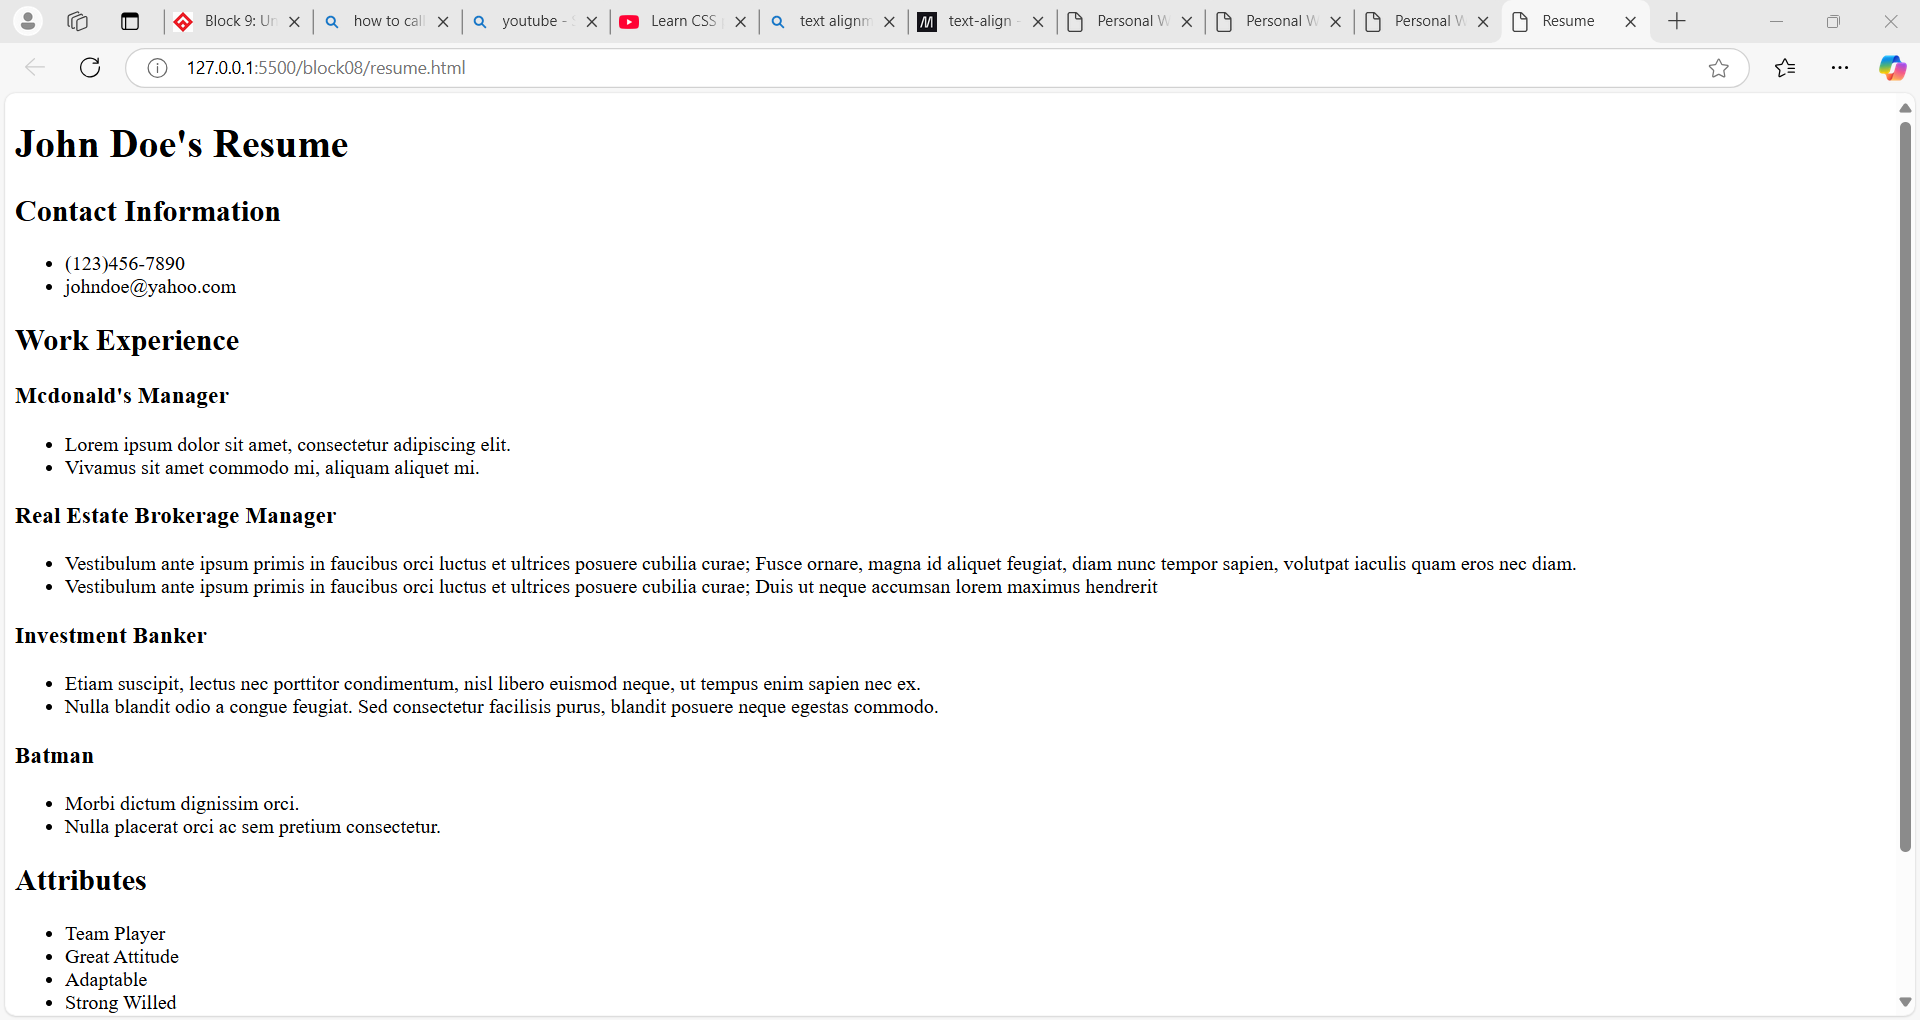 Block 9: Un
how to call
youtube - S
Learn CSS
text alignm
text-align -
Personal W
Personal W
Personal W
Resume
127.0.0.1:5500/block08/resume.html
John Doe's Resume
Contact Information
• (123)456-7890
• johndoe@yahoo.com
Work Experience
Mcdonald's Manager
• Lorem ipsum dolor sit amet, consectetur adipiscing elit.
• Vivamus sit amet commodo mi, aliquam aliquet mi.
Real Estate Brokerage Manager
• Vestibulum ante ipsum primis in faucibus orci luctus et ultrices posuere cubilia curae; Fusce ornare, magna id aliquet feugiat, diam nunc tempor sapien, volutpat iaculis quam eros nec diam.
• Vestibulum ante ipsum primis in faucibus orci luctus et ultrices posuere cubilia curae; Duis ut neque accumsan lorem maximus hendrerit
Investment Banker
• Etiam suscipit, lectus nec porttitor condimentum, nisl libero euismod neque, ut tempus enim sapien nec ex.
• Nulla blandit odio a congue feugiat. Sed consectetur facilisis purus, blandit posuere neque egestas commodo.
Batman
• Morbi dictum dignissim orci.
• Nulla placerat orci ac sem pretium consectetur.
Attributes
• Team Player
• Great Attitude
• Adaptable
• Strong Willed